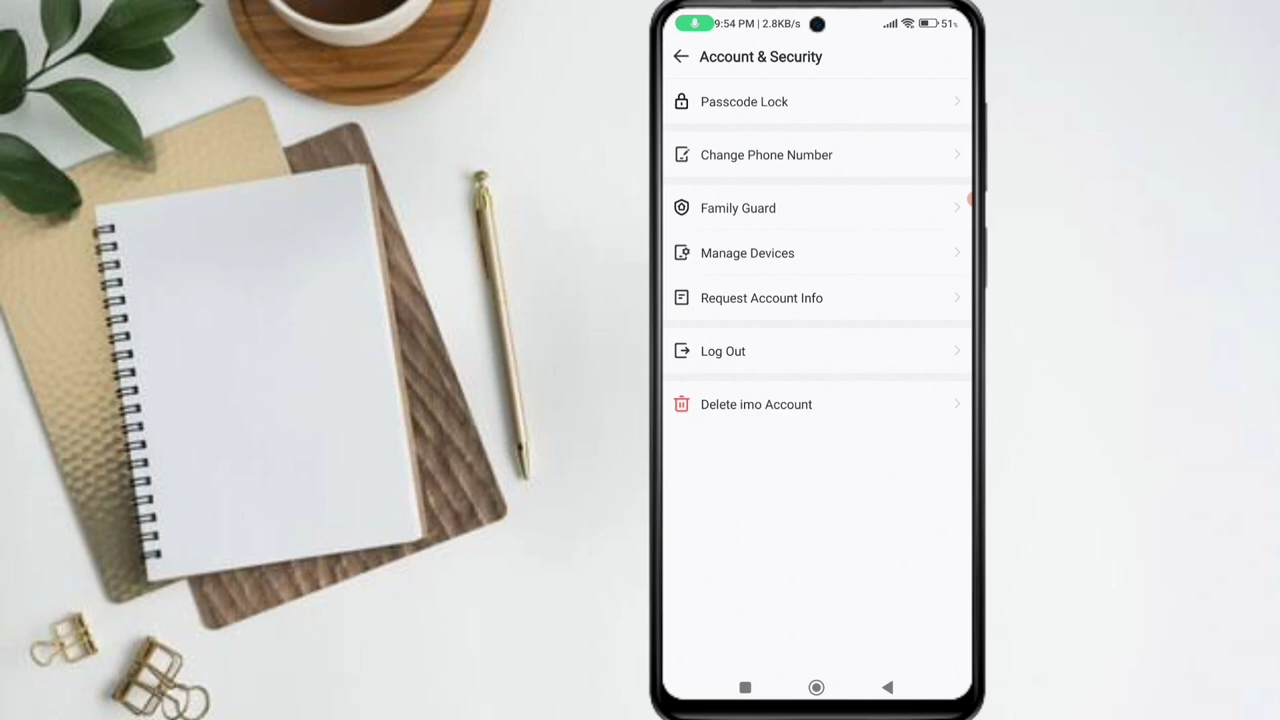 9:54 PM | 2.8KB/s 51%
Account & Security
Passcode Lock
Change Phone Number
Family Guard
Manage Devices
Request Account Info
Log Out
Delete imo Account